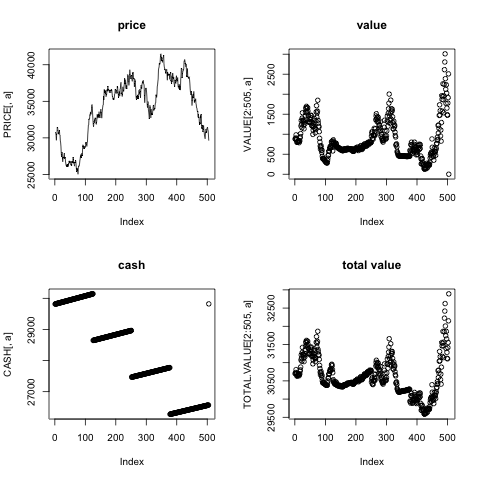 price
PRICE[, a]
40000
35000
30000
25000
0 100 200 300 400 500
Index
value
VALUE[2:505, a]
2500
1500
500
0
0 100 200 300 400 500
Index
cash
CASH[, a]
29000
27000
0 100 200 300 400 500
Index
total value
TOTAL.VALUE[2:505, a]
32500
31500
30500
29500
0 100 200 300 400 500
Index